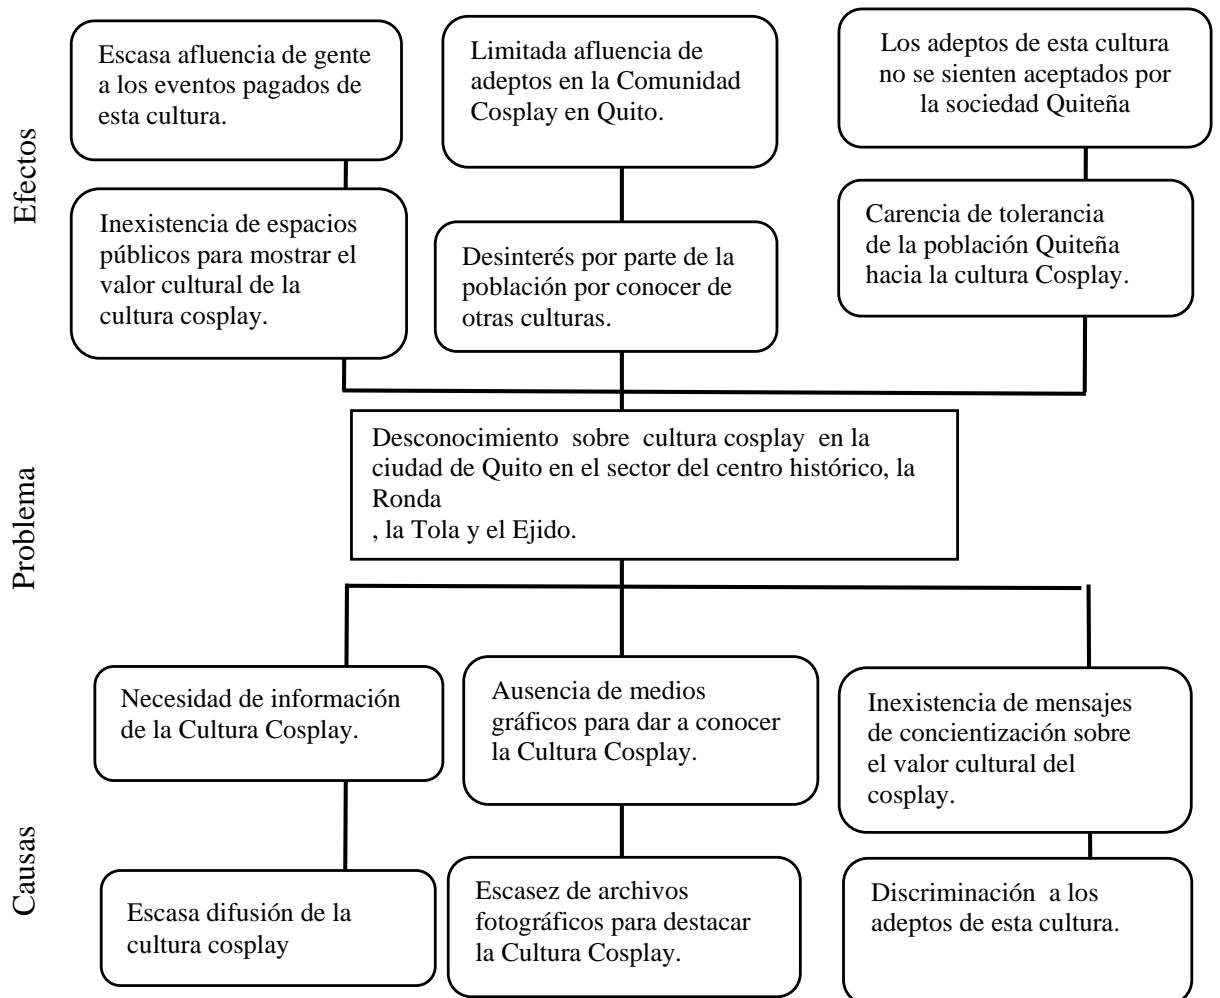 Efectos
Escasa afluencia de gente
a los eventos pagados de
esta cultura.
Limitada afluencia de
adeptos en la Comunidad
Cosplay en Quito.
Los adeptos de esta cultura
no se sienten aceptados por
la sociedad Quiteña
Inexistencia de espacios
públicos para mostrar el
valor cultural de la
cultura cosplay.
Desinterés por parte de la
población por conocer de
otras culturas.
Carencia de tolerancia
de la población Quiteña
hacia la cultura Cosplay.
Problema
Desconocimiento sobre cultura cosplay en la
ciudad de Quito en el sector del centro histórico, la
Ronda
, la Tola y el Ejido.
Causas
Necesidad de información
de la Cultura Cosplay.
Ausencia de medios
gráficos para dar a conocer
la Cultura Cosplay.
Inexistencia de mensajes
de concientización sobre
el valor cultural del
cosplay.
Escasa difusión de la
cultura cosplay
Escasez de archivos
fotográficos para destacar
la Cultura Cosplay.
Discriminación a los
adeptos de esta cultura.